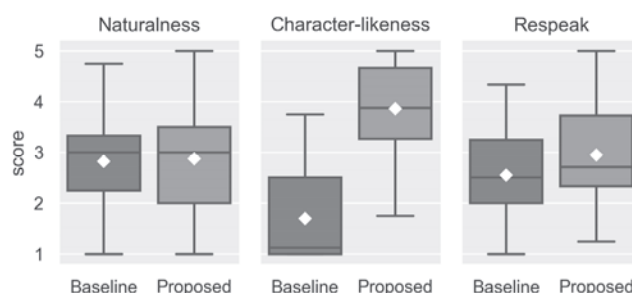 Naturalness Character-likeness Respeak
5
4
3
2
1
score
Baseline Proposed Baseline Proposed Baseline Proposed